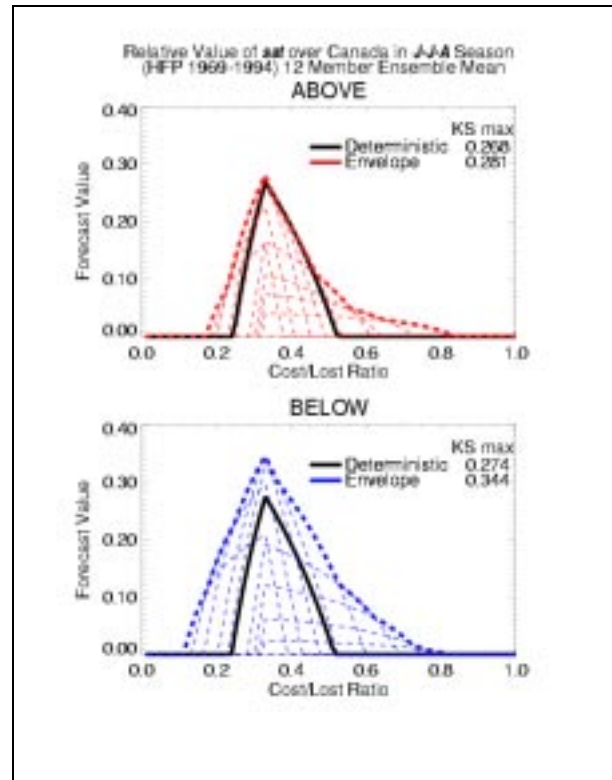 Relative Value of sat over Canada in J-J-A Season
(HFP 1969-1994) 12 Member Ensemble Mean
ABOVE
KS max
Deterministic 0.268
Envelope 0.281
Forecast Value
0.40
0.30
0.20
0.10
0.00
0.0 0.2 0.4 0.6 0.8 1.0
Cost/Lost Ratio
BELOW
KS max
Deterministic 0.274
Envelope 0.344
Forecast Value
0.40
0.30
0.20
0.10
0.00
0.0 0.2 0.4 0.6 0.8 1.0
Cost/Lost Ratio